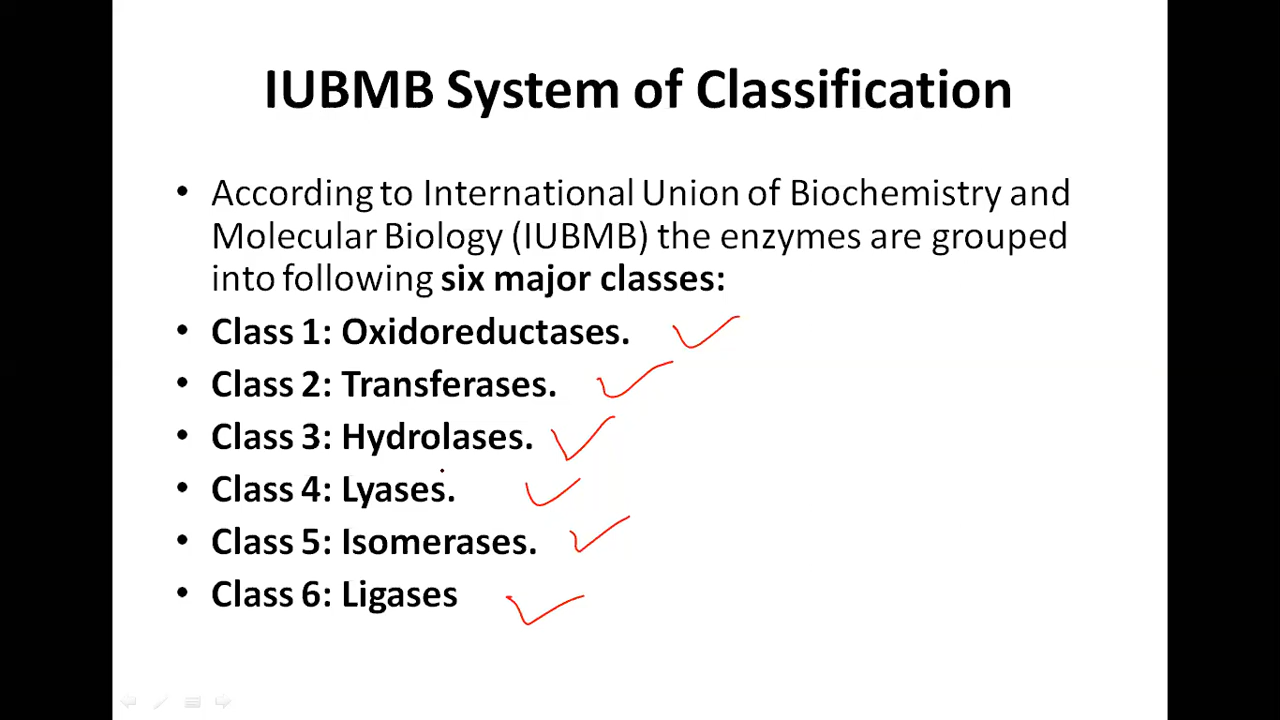 IUBMB System of Classification
• According to International Union of Biochemistry and
Molecular Biology (IUBMB) the enzymes are grouped
into following six major classes:
• Class 1: Oxidoreductases.
• Class 2: Transferases.
• Class 3: Hydrolases.
• Class 4: Lyases.
• Class 5: Isomerases.
• Class 6: Ligases